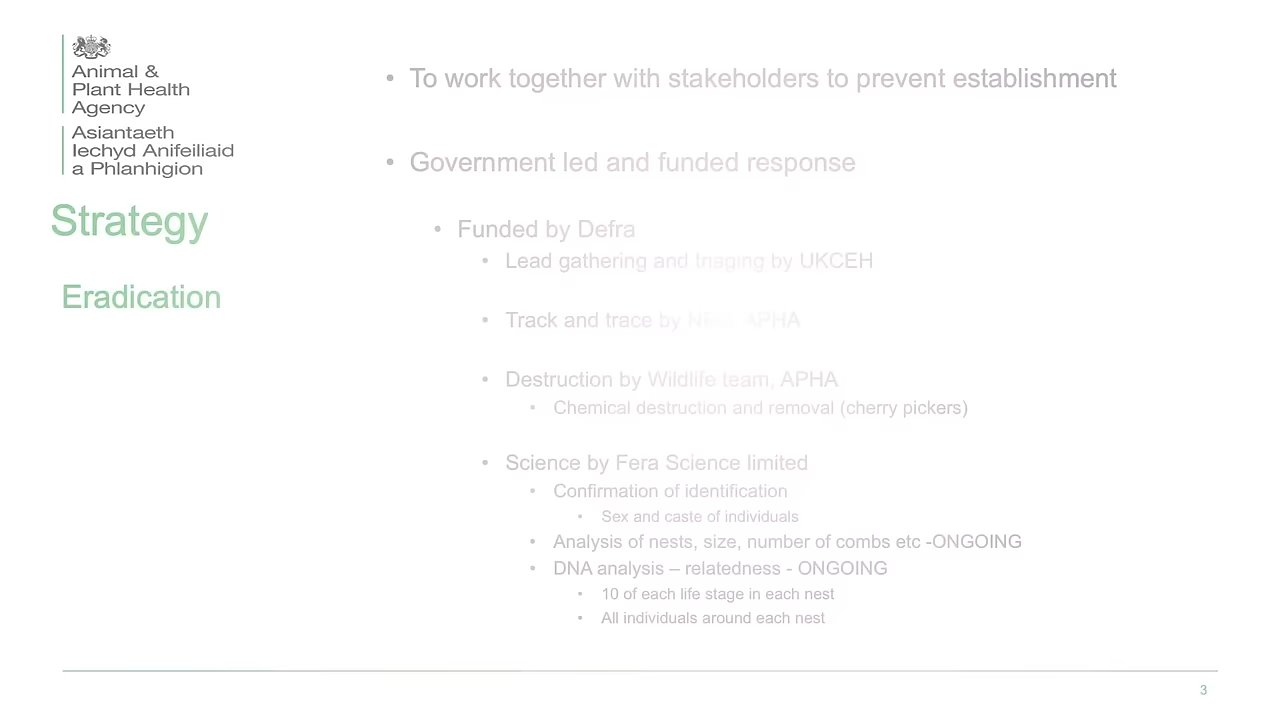 Animal &
Plant Health
Agency
Asiantaeth
Iechyd Anifeiliaid
a Phlanhigion
Strategy
Eradication
• To work together with stakeholders to prevent establishment
• Government led and funded response
• Funded by Defra
• Lead gathering and triaging by UKCEH
• Track and trace by APHA
• Destruction by Wildlife team, APHA
• Chemical destruction and removal (cherry pickers)
• Science by Fera Science limited
• Confirmation of identification
• Sex and caste of individuals
• Analysis of nests, size, number of combs etc -ONGOING
• DNA analysis – relatedness - ONGOING
• 10 of each life stage in each nest
• All individuals around each nest
3